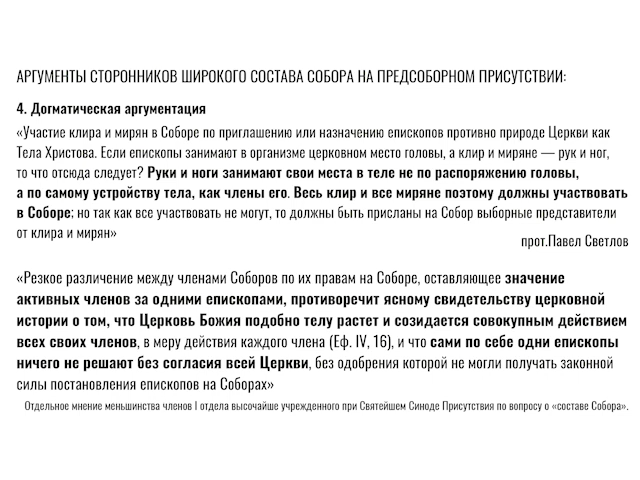 АРГУМЕНТЫ СТОРОННИКОВ ШИРОКОГО СОСТАВА СОБОРА НА ПРЕДСОБОРНОМ ПРИСУТСТВИИ:
4. Догматическая аргументация
«Участие клира и мирян в Соборе по приглашению или назначению епископов противно природе Церкви как
Тела Христова. Если епископы занимают в организме церковном место головы, а клир и миряне — рук и ног,
то что отсюда следует? Руки и ноги занимают свои места в теле не по распоряжению головы,
а по самому устройству тела, как члены его. Весь клир и все миряне поэтому должны участвовать
в Соборе; но так как все участвовать не могут, то должны быть присланы на Собор выборные представители
от клира и мирян»
прот.Павел Светлов
«Резкое различение между членами Соборов по их правам на Соборе, оставляющее значение
активных членов за одними епископами, противоречит ясному свидетельству церковной
истории о том, что Церковь Божия подобно телу растет и созидается совокупным действием
всех своих членов, в меру действия каждого члена (Еф. IV, 16), и что сами по себе одни епископы
ничего не решают без согласия всей Церкви, без одобрения которой не могли получать законной
силы постановления епископов на Соборах»
Отдельное мнение меньшинства членов I отдела высочайше учрежденного при Святейшем Синоде Присутствия по вопросу о «составе Собора».